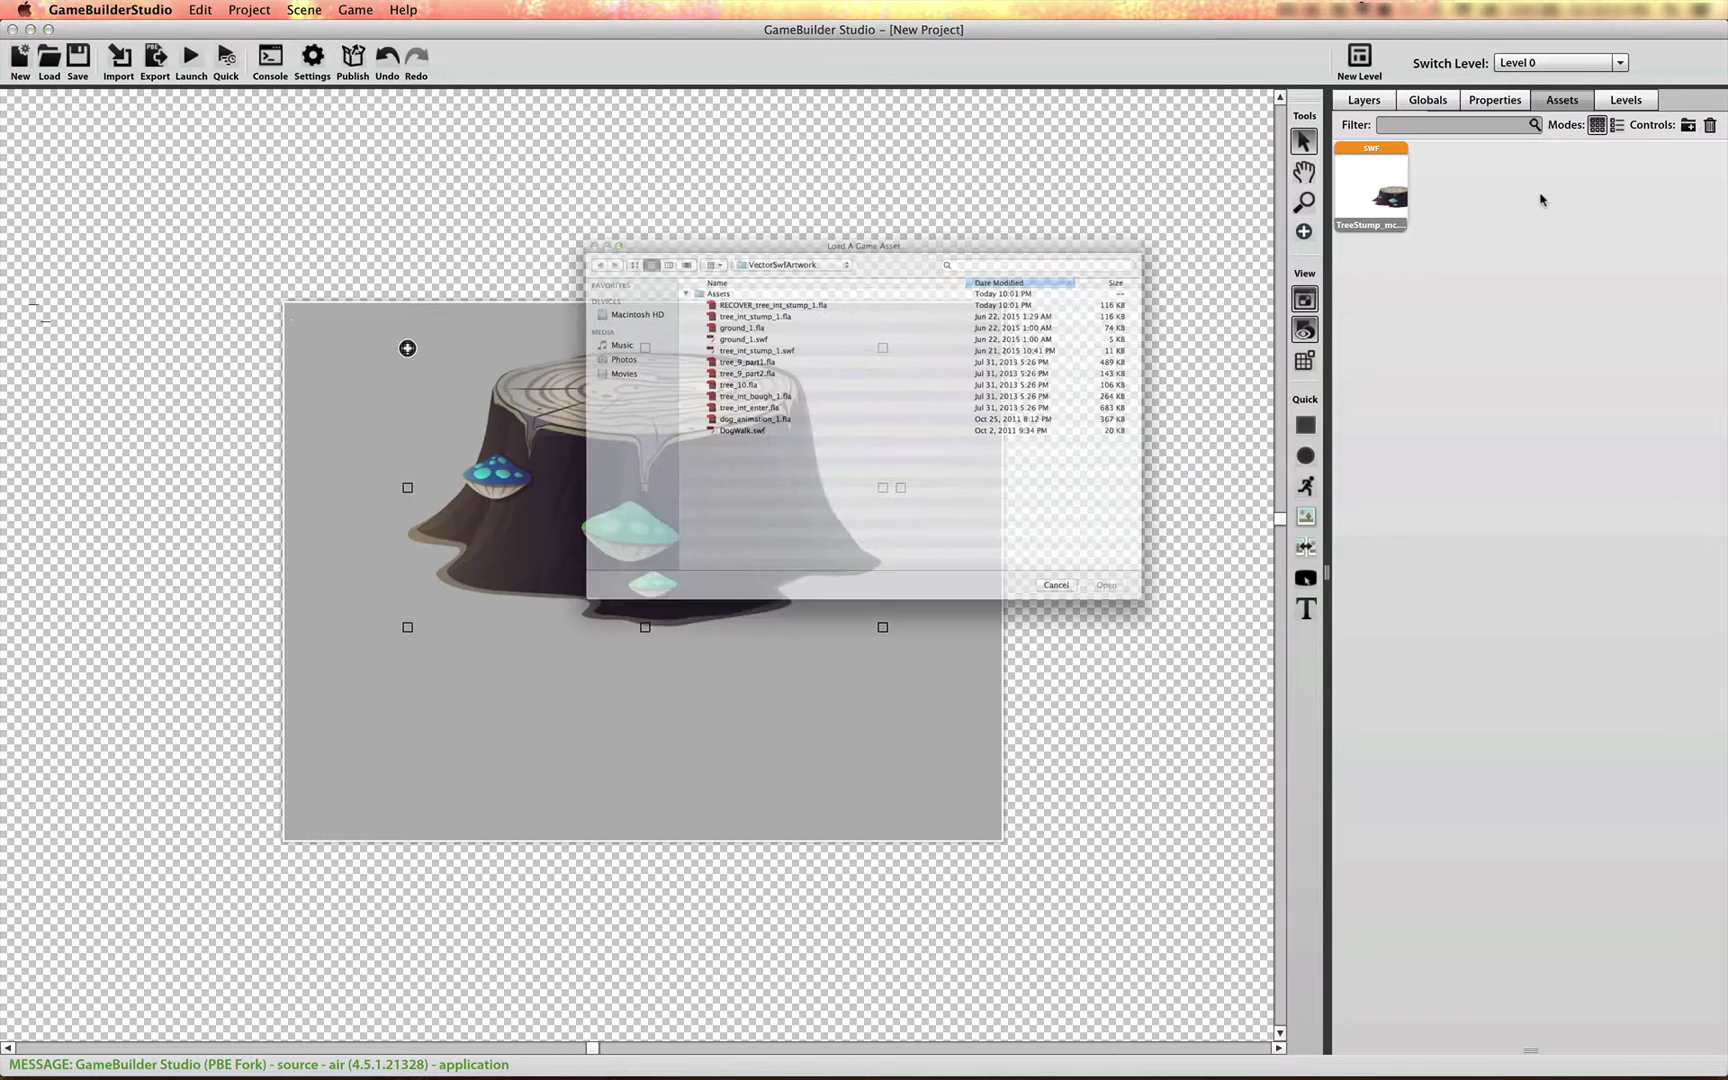 GameBuilderStudio Edit Project Scene Game Help
GameBuilder Studio – [New Project]
New Load Save Import Export Launch Quick Console Settings Publish Undo Redo
New Level
Switch Level: Level 0
Tools
View
Quick
T
Layers Globals Properties Assets Levels
Filter: Modes: Controls:
SWF
TreeStump_mc....
Load A Game Asset
VectorSwfArtwork
FAVORITES
DEVICES
Macintosh HD
MEDIA
Music
Photos
Movies
Name Date Modified Size
Assets Today 10:01 PM --
RECOVER_tree_int_stump_1.fla Today 10:01 PM 116 KB
tree_int_stump_1.fla Jun 22, 2015 1:29 AM 116 KB
ground_1.fla Jun 22, 2015 1:00 AM 74 KB
ground_1.swf Jun 22, 2015 1:00 AM 5 KB
tree_int_stump_1.swf Jun 21, 2015 10:41 PM 11 KB
tree_9_part1.fla Jul 31, 2013 5:26 PM 489 KB
tree_9_part2.fla Jul 31, 2013 5:26 PM 143 KB
tree_10.fla Jul 31, 2013 5:26 PM 106 KB
tree_int_bough_1.fla Jul 31, 2013 5:26 PM 264 KB
tree_int_enter.fla Jul 31, 2013 5:26 PM 683 KB
dog_animation_1.fla Oct 25, 2011 8:12 PM 367 KB
DogWalk.swf Oct 2, 2011 9:34 PM 20 KB
Cancel Open
MESSAGE: GameBuilder Studio (PBE Fork) - source - air (4.5.1.21328) - application